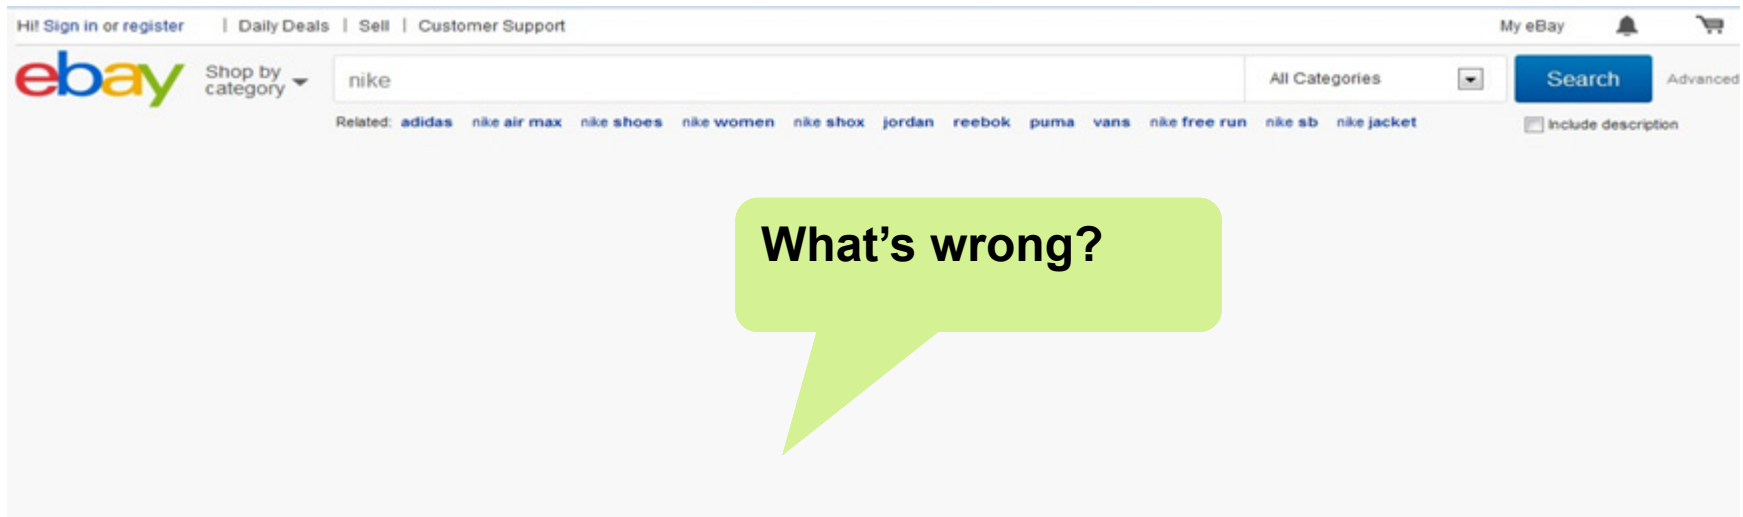 Hi! Sign in or register | Daily Deals | Sell | Customer Support My eBay
ebay Shop by category nike All Categories Search Advanced
Related: adidas nike air max nike shoes nike women nike shox jordan reebok puma vans nike free run nike sb nike jacket Include description
What's wrong?